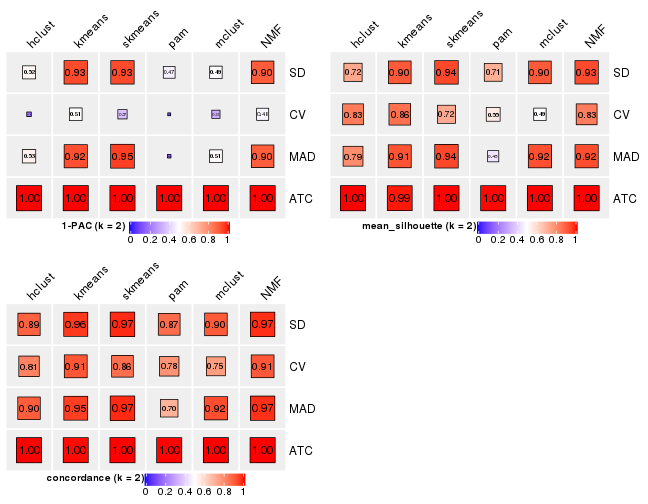 hclust kmeans skmeans pam mclust NMF
0.52 0.93 0.93 0.47 0.49 0.90 SD
0.51 0.48 CV
0.53 0.92 0.95 0.51 0.90 MAD
1.00 1.00 1.00 1.00 1.00 1.00 ATC
1-PAC (k = 2)
0 0.2 0.4 0.6 0.8 1
hclust kmeans skmeans pam mclust NMF
0.72 0.90 0.94 0.71 0.90 0.93 SD
0.83 0.86 0.72 0.55 0.49 0.83 CV
0.79 0.91 0.94 0.45 0.92 0.92 MAD
1.00 0.99 1.00 1.00 1.00 1.00 ATC
mean_silhouette (k = 2)
0 0.2 0.4 0.6 0.8 1
hclust kmeans skmeans pam mclust NMF
0.89 0.96 0.97 0.87 0.90 0.97 SD
0.81 0.91 0.86 0.78 0.75 0.91 CV
0.90 0.95 0.97 0.70 0.92 0.97 MAD
1.00 1.00 1.00 1.00 1.00 1.00 ATC
concordance (k = 2)
0 0.2 0.4 0.6 0.8 1